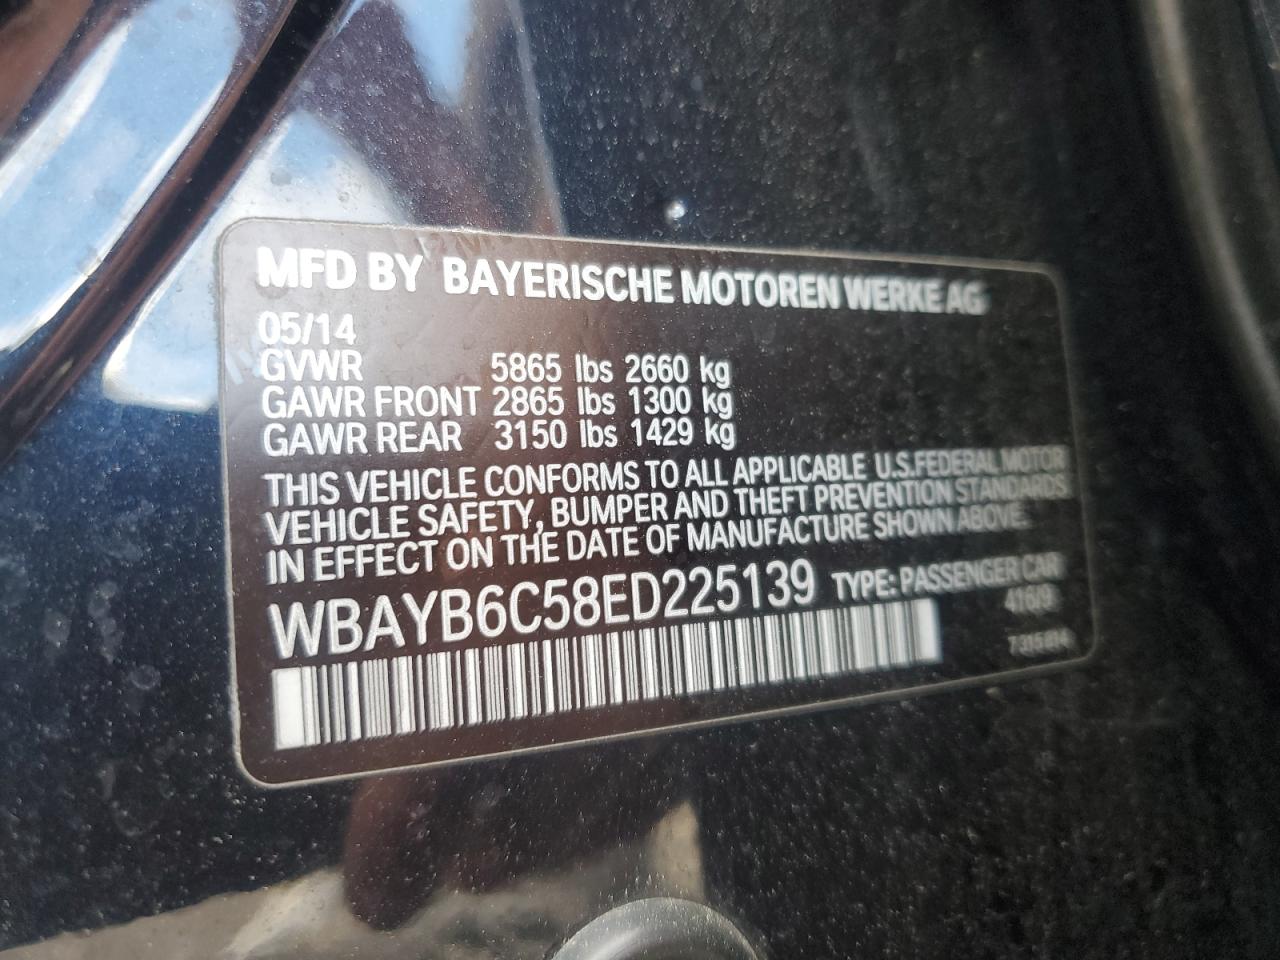 MFD BY BAYERISCHE MOTOREN WERKE AG
05/14
GVWR 5865 lbs 2660 kg
GAWR FRONT 2865 lbs 1300 kg
GAWR REAR 3150 lbs 1429 kg
THIS VEHICLE CONFORMS TO ALL APPLICABLE U.S.FEDERAL MOTOR
VEHICLE SAFETY, BUMPER AND THEFT PREVENTION STANDARDS
IN EFFECT ON THE DATE OF MANUFACTURE SHOWN ABOVE.
WBAYB6C58ED225139 TYPE: PASSENGER CAR
416/9